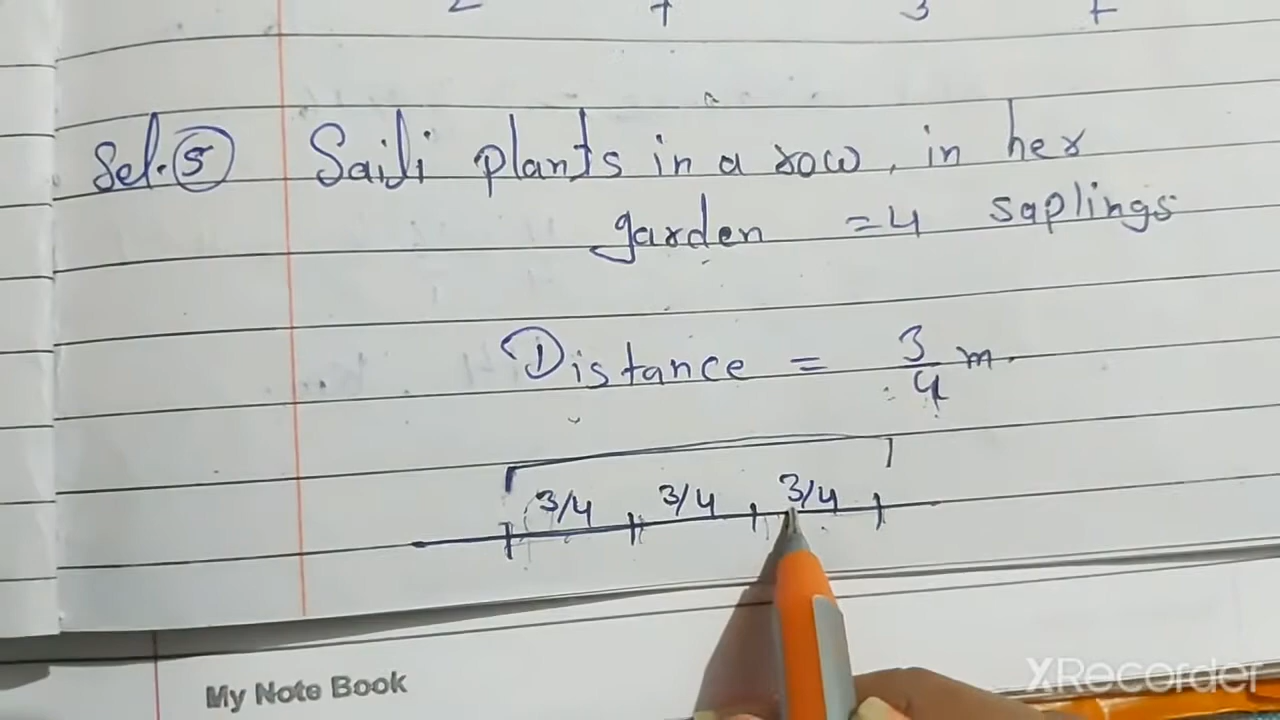 Sol. 5 Saili plants in a row, in her
garden = 4 saplings
Distance = 3/4 m.
3/4 3/4 3/4
My Note Book
XRecorder